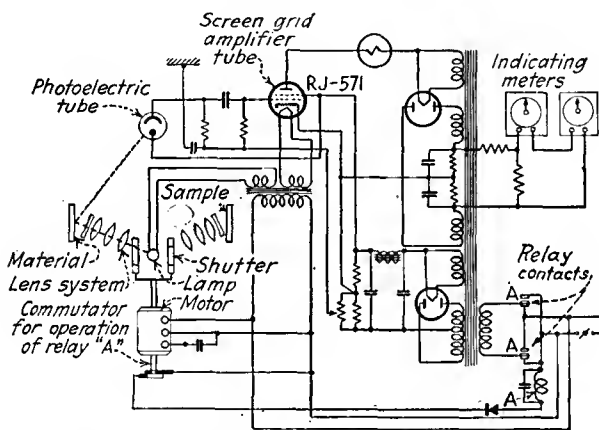 Screen grid
amplifier
tube
RJ-571
Photoelectric
tube
Indicating
meters
Sample
Material
Lens system
Shutter
Lamp
Motor
Commutator
for operation
of relay "A"
Relay
contacts
A
A
A